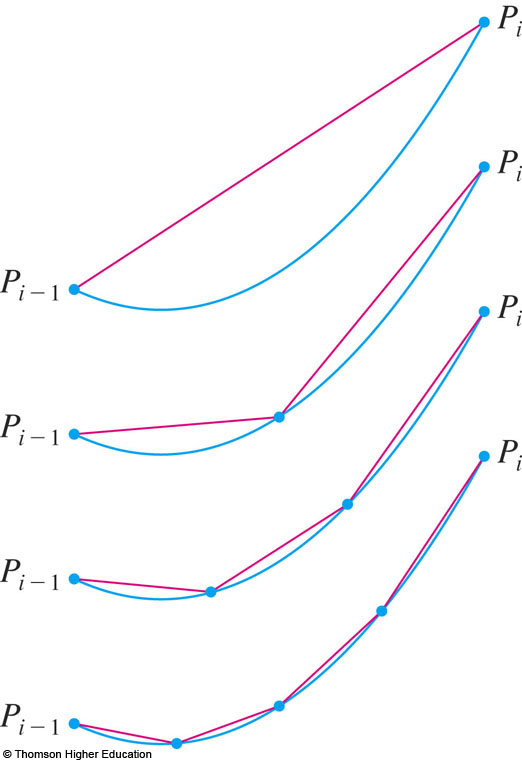 P_i
P_i
P_{i – 1}
P_i
P_{i – 1}
P_i
P_{i – 1}
P_{i – 1}
© Thomson Higher Education